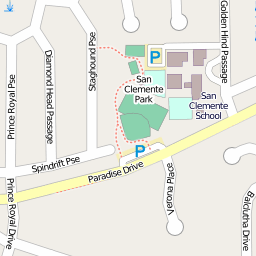 Prince Royal Pse
Diamond Head Passage
Staghound Pse
Golden Hind Passage
P
San
Clemente
Park
San
Clemente
School
Spindrift Pse
P
Paradise Drive
Prince Royal Drive
Verona Place
Balclutha Drive